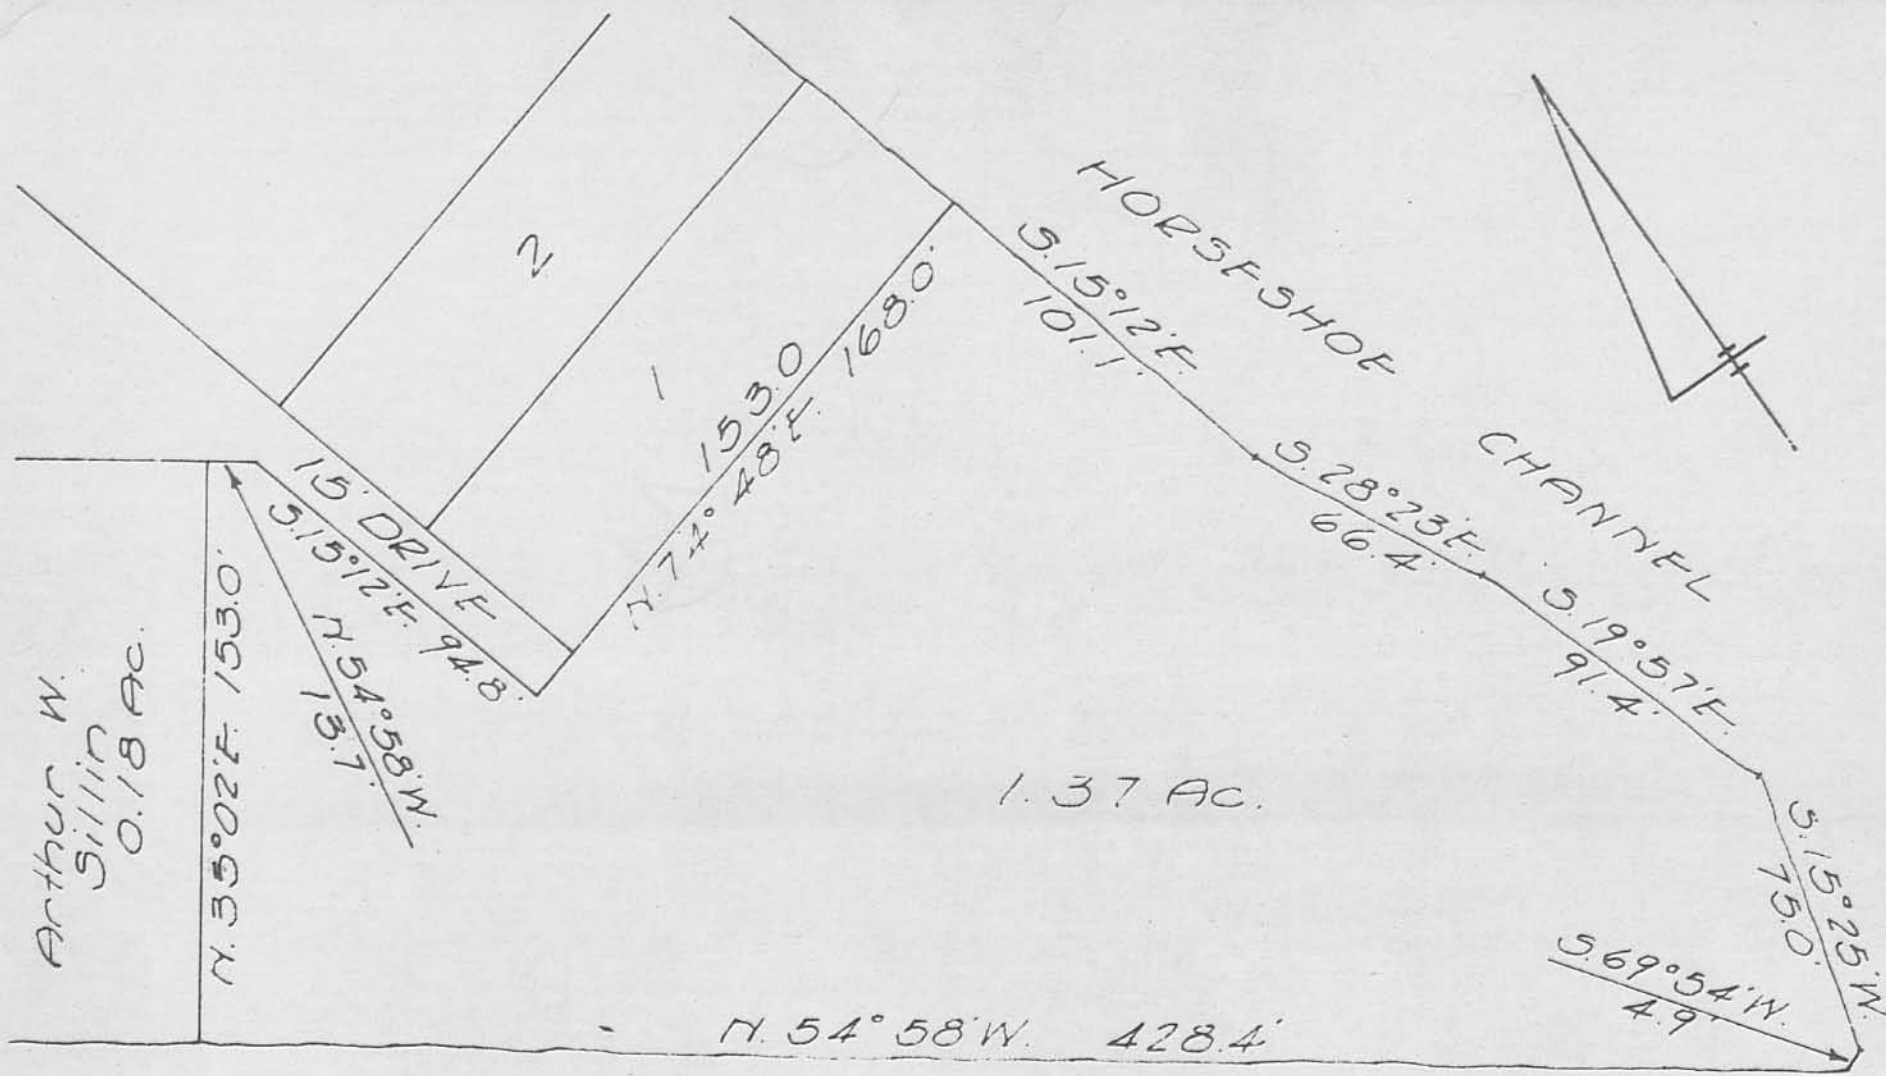 HORSESHOE CHANNEL
2
1
153.0
N. 74° 48' E. 168.0'
S. 15° 12' E.
101.1'
S. 28° 23' E.
66.4'
S. 19° 57' E.
91.4'
S. 15° 25' W.
75.0'
S. 69° 54' W.
4.9'
15' DRIVE
S. 15° 12' E. 94.8'
N. 54° 58' W.
13.7'
Arthur W.
Sillin
0.18 Ac.
N. 35° 02' E. 153.0'
1.37 Ac.
N. 54° 58' W. 428.4'